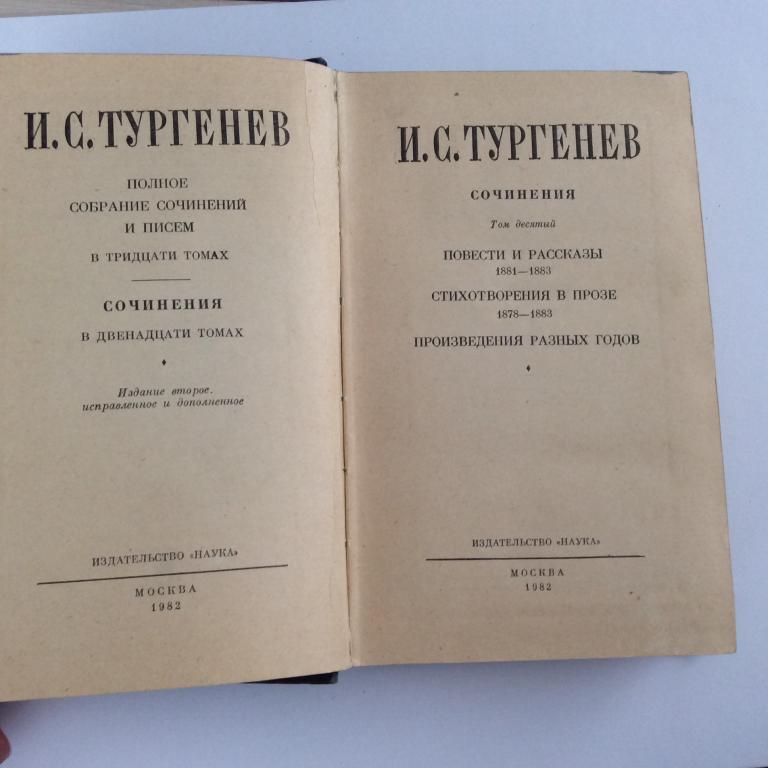 И. С. ТУРГЕНЕВ
ПОЛНОЕ
СОБРАНИЕ СОЧИНЕНИЙ
И ПИСЕМ
В ТРИДЦАТИ ТОМАХ
СОЧИНЕНИЯ
В ДВЕНАДЦАТИ ТОМАХ
Издание второе,
исправленное и дополненное
ИЗДАТЕЛЬСТВО «НАУКА»
МОСКВА
1982
И. С. ТУРГЕНЕВ
СОЧИНЕНИЯ
Том десятый
ПОВЕСТИ И РАССКАЗЫ
1881—1883
СТИХОТВОРЕНИЯ В ПРОЗЕ
1878—1883
ПРОИЗВЕДЕНИЯ РАЗНЫХ ГОДОВ
ИЗДАТЕЛЬСТВО «НАУКА»
МОСКВА
1982